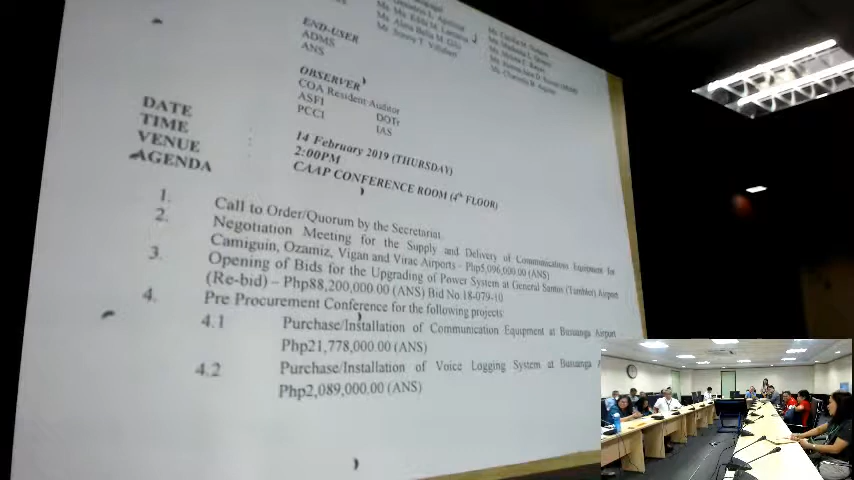 END-USER
ADMS
ANS
OBSERVER
COA Resident Auditor
ASFI DOTr
PCCI IAS
DATE 14 February 2019 (THURSDAY)
TIME 2:00PM
VENUE CAAP CONFERENCE ROOM (4th FLOOR)
AGENDA
1. Call to Order/Quorum by the Secretariat
2. Negotiation Meeting for the Supply and Delivery of Communications Equipment for
Camiguin, Ozamiz, Vigan and Virac Airports - Php5,096,000.00 (ANS)
3. Opening of Bids for the Upgrading of Power System at General Santos (Tambler) Airport
(Re-bid) – Php88,200,000.00 (ANS) Bid No.18-079-10
4. Pre Procurement Conference for the following projects
4.1 Purchase/Installation of Communication Equipment at Busuanga Airport
Php21,778,000.00 (ANS)
4.2 Purchase/Installation of Voice Logging System at Busuanga
Php2,089,000.00 (ANS)